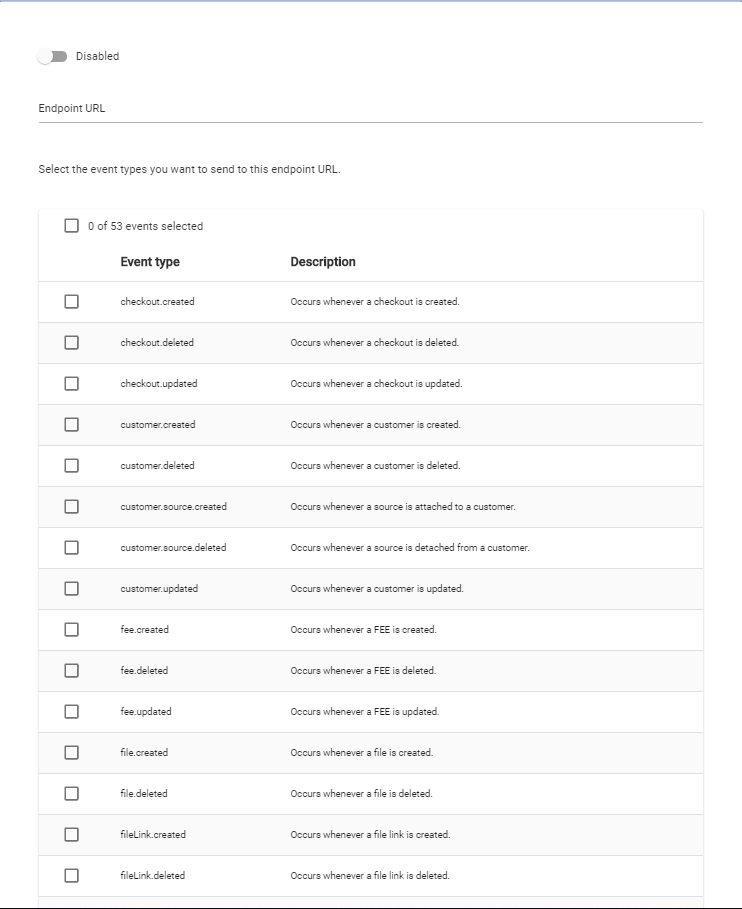 Disabled
Endpoint URL
Select the event types you want to send to this endpoint URL.
0 of 53 events selected
Event type Description
checkout.created Occurs whenever a checkout is created.
checkout.deleted Occurs whenever a checkout is deleted.
checkout.updated Occurs whenever a checkout is updated.
customer.created Occurs whenever a customer is created.
customer.deleted Occurs whenever a customer is deleted.
customer.source.created Occurs whenever a source is attached to a customer.
customer.source.deleted Occurs whenever a source is detached from a customer.
customer.updated Occurs whenever a customer is updated.
fee.created Occurs whenever a FEE is created.
fee.deleted Occurs whenever a FEE is deleted.
fee.updated Occurs whenever a FEE is updated.
file.created Occurs whenever a file is created.
file.deleted Occurs whenever a file is deleted.
fileLink.created Occurs whenever a file link is created.
fileLink.deleted Occurs whenever a file link is deleted.